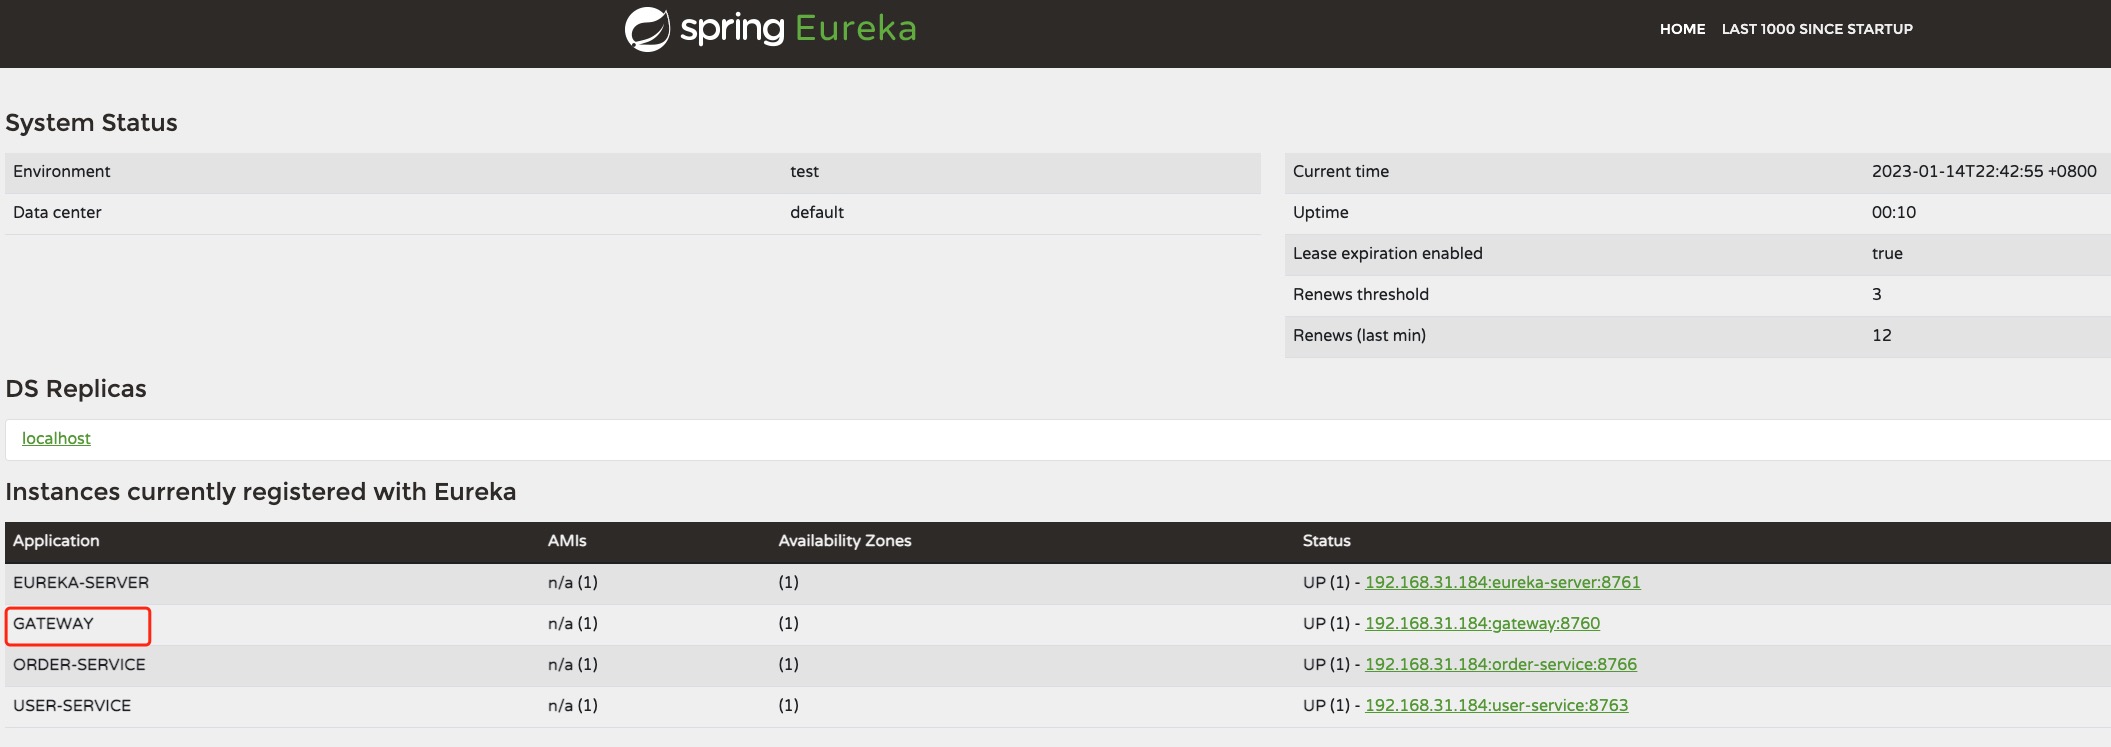 spring Eureka
HOME LAST 1000 SINCE STARTUP
System Status
Environment test
Data center default
Current time 2023-01-14T22:42:55 +0800
Uptime 00:10
Lease expiration enabled true
Renews threshold 3
Renews (last min) 12
DS Replicas
localhost
Instances currently registered with Eureka
Application AMIs Availability Zones Status
EUREKA-SERVER n/a (1) (1) UP (1) - 192.168.31.184:eureka-server:8761
GATEWAY n/a (1) (1) UP (1) - 192.168.31.184:gateway:8760
ORDER-SERVICE n/a (1) (1) UP (1) - 192.168.31.184:order-service:8766
USER-SERVICE n/a (1) (1) UP (1) - 192.168.31.184:user-service:8763